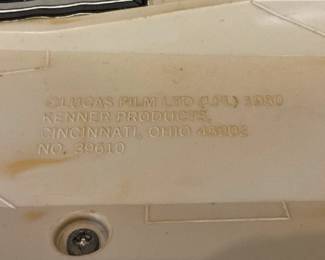 ©LUCAS FILM LTD (LFL) 1980
KENNER PRODUCTS,
CINCINNATI, OHIO 45202
NO. 39610